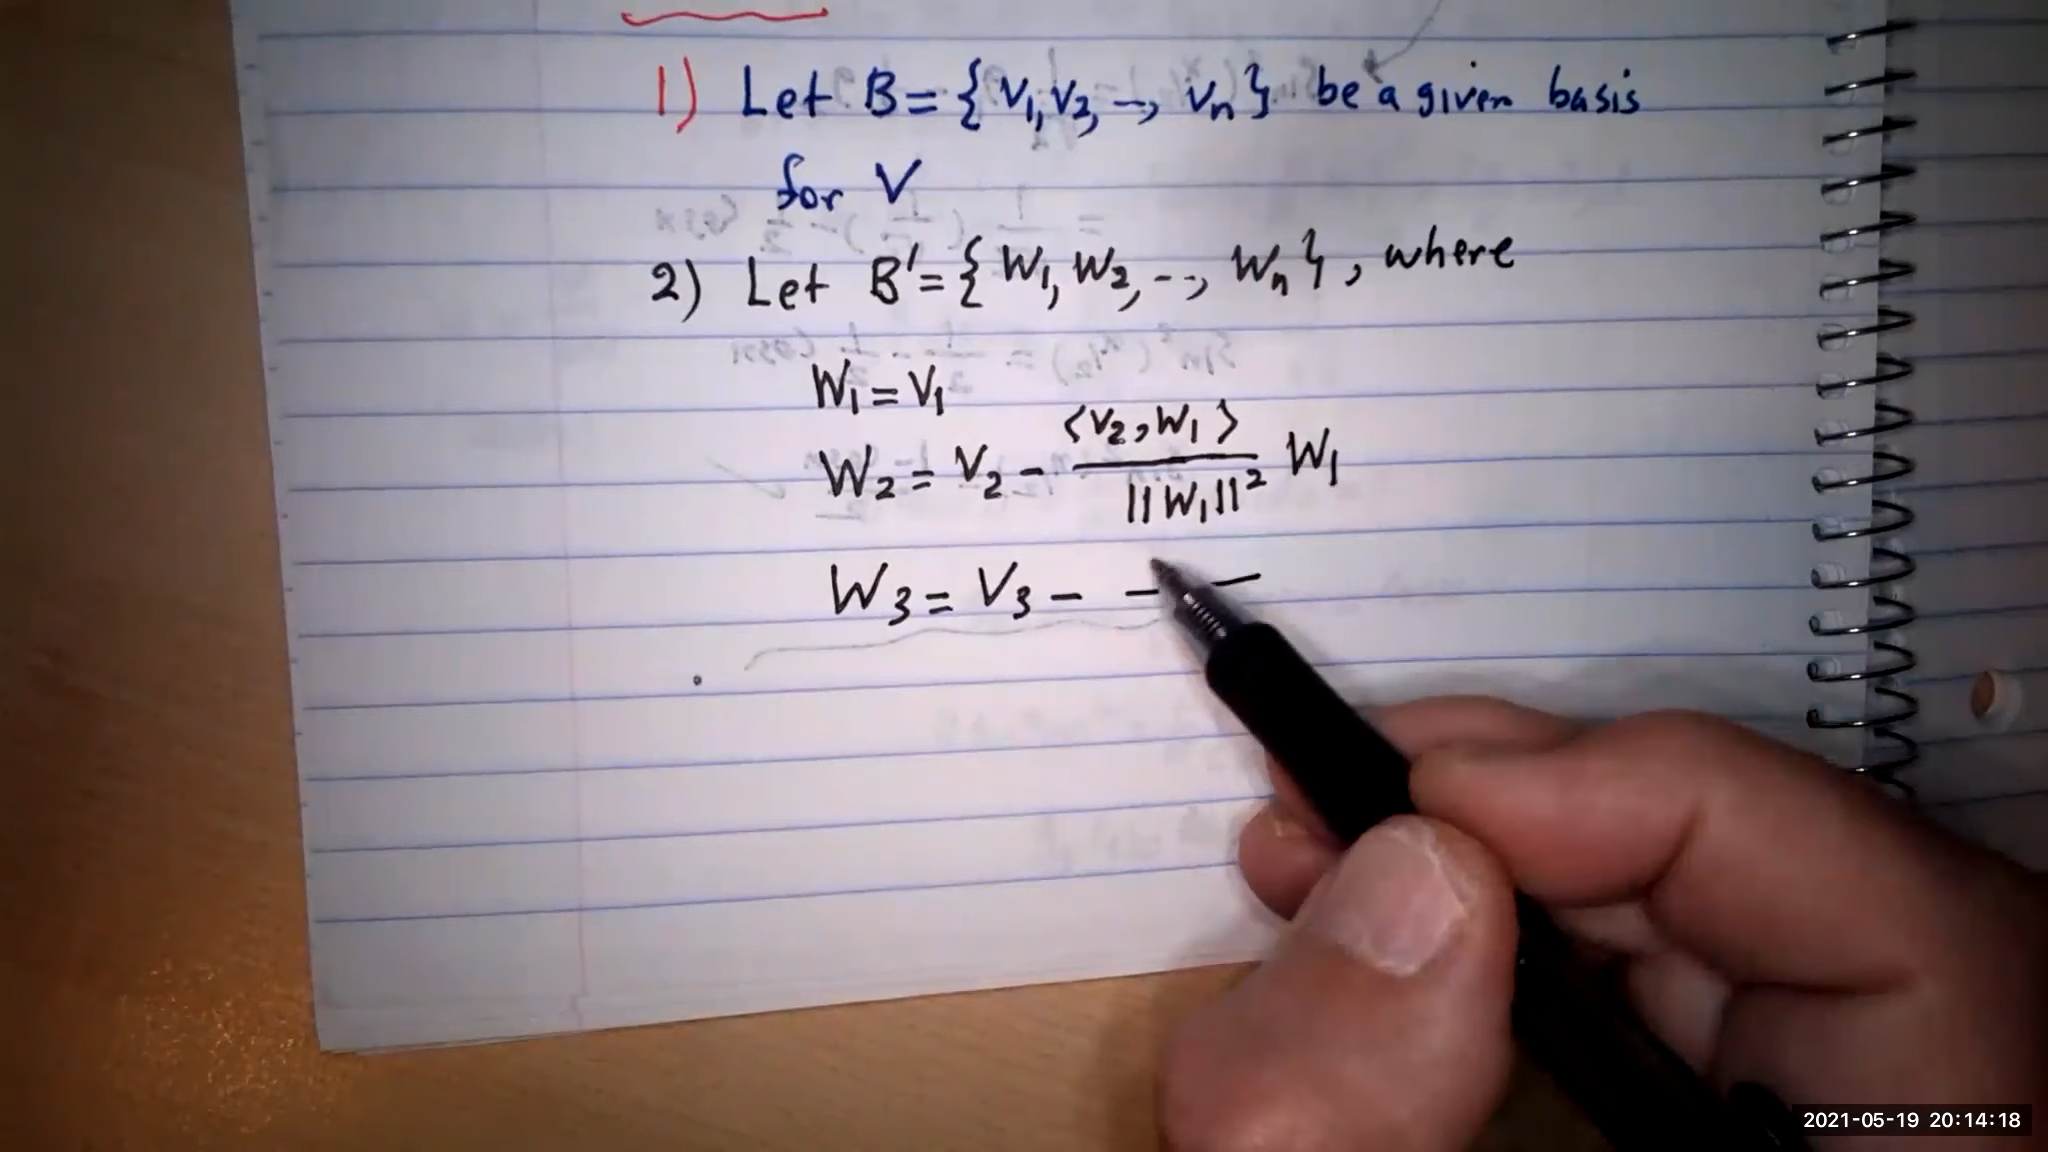 1) Let B = {v1, v2, --, vn} be a given basis
for V
2) Let B' = {W1, W2, --, Wn}, where
W1 = V1
W2 = V2 - <v2, W1> / ||W1||² W1
W3 = V3 -
2021-05-19 20:14:18